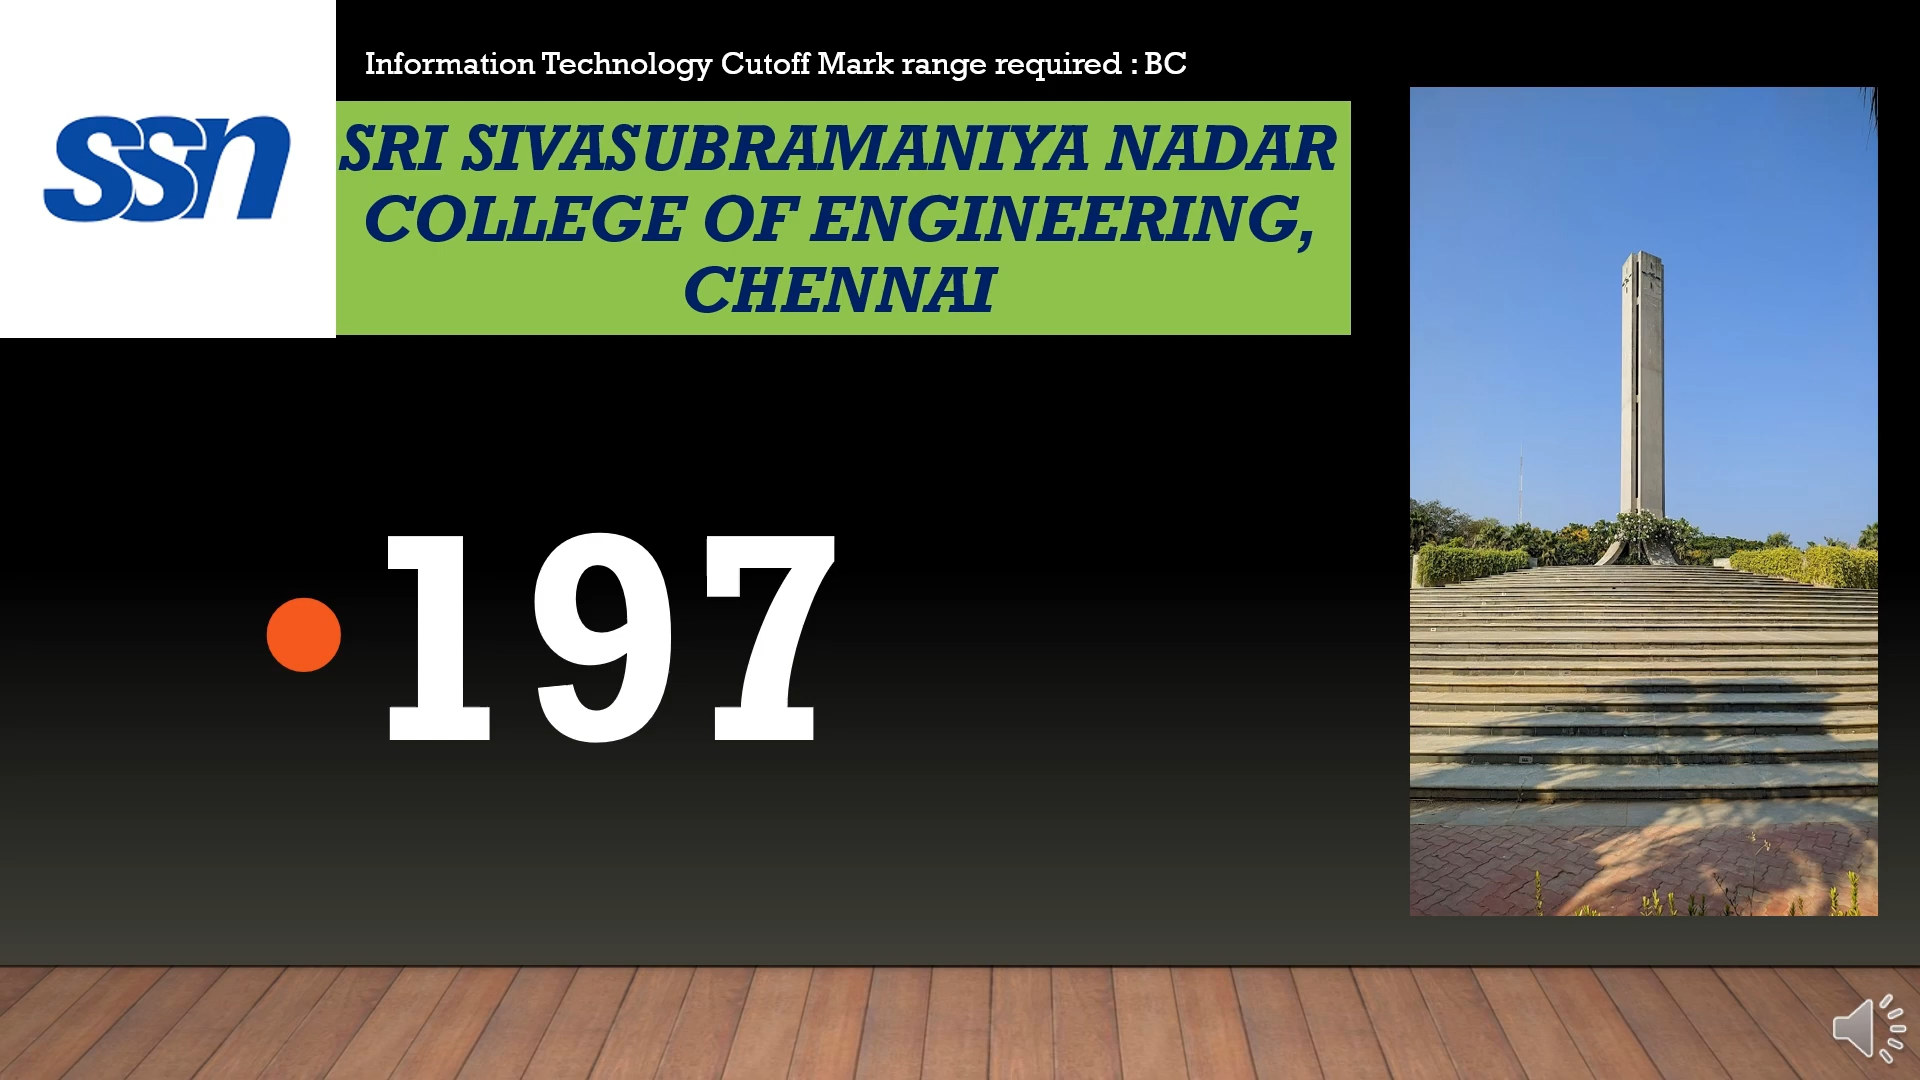 Information Technology Cutoff Mark range required : BC
ssn
SRI SIVASUBRAMANIYA NADAR
COLLEGE OF ENGINEERING,
CHENNAI
197